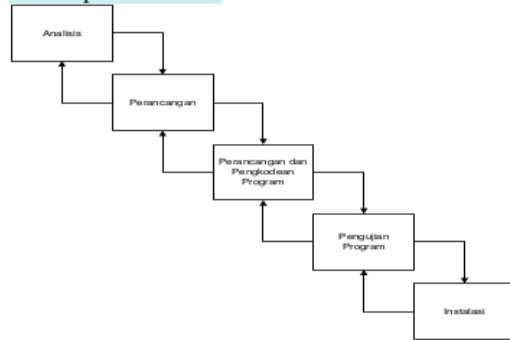 Analisis
Perancangan
Perancangan dan
Pengkodean
Program
Pengujian
Program
Instalasi